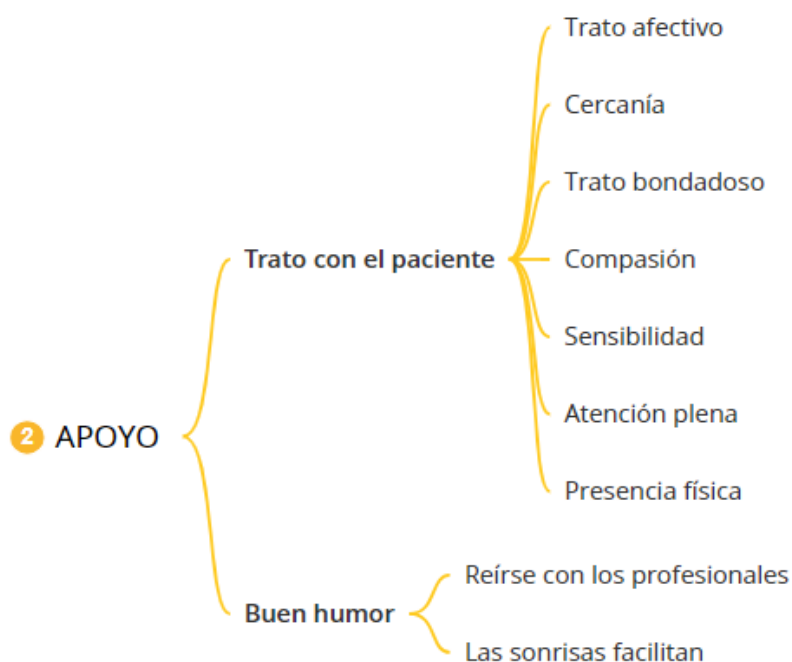 2 APOYO
Trato con el paciente
Trato afectivo
Cercanía
Trato bondadoso
Compasión
Sensibilidad
Atención plena
Presencia física
Buen humor
Reírse con los profesionales
Las sonrisas facilitan